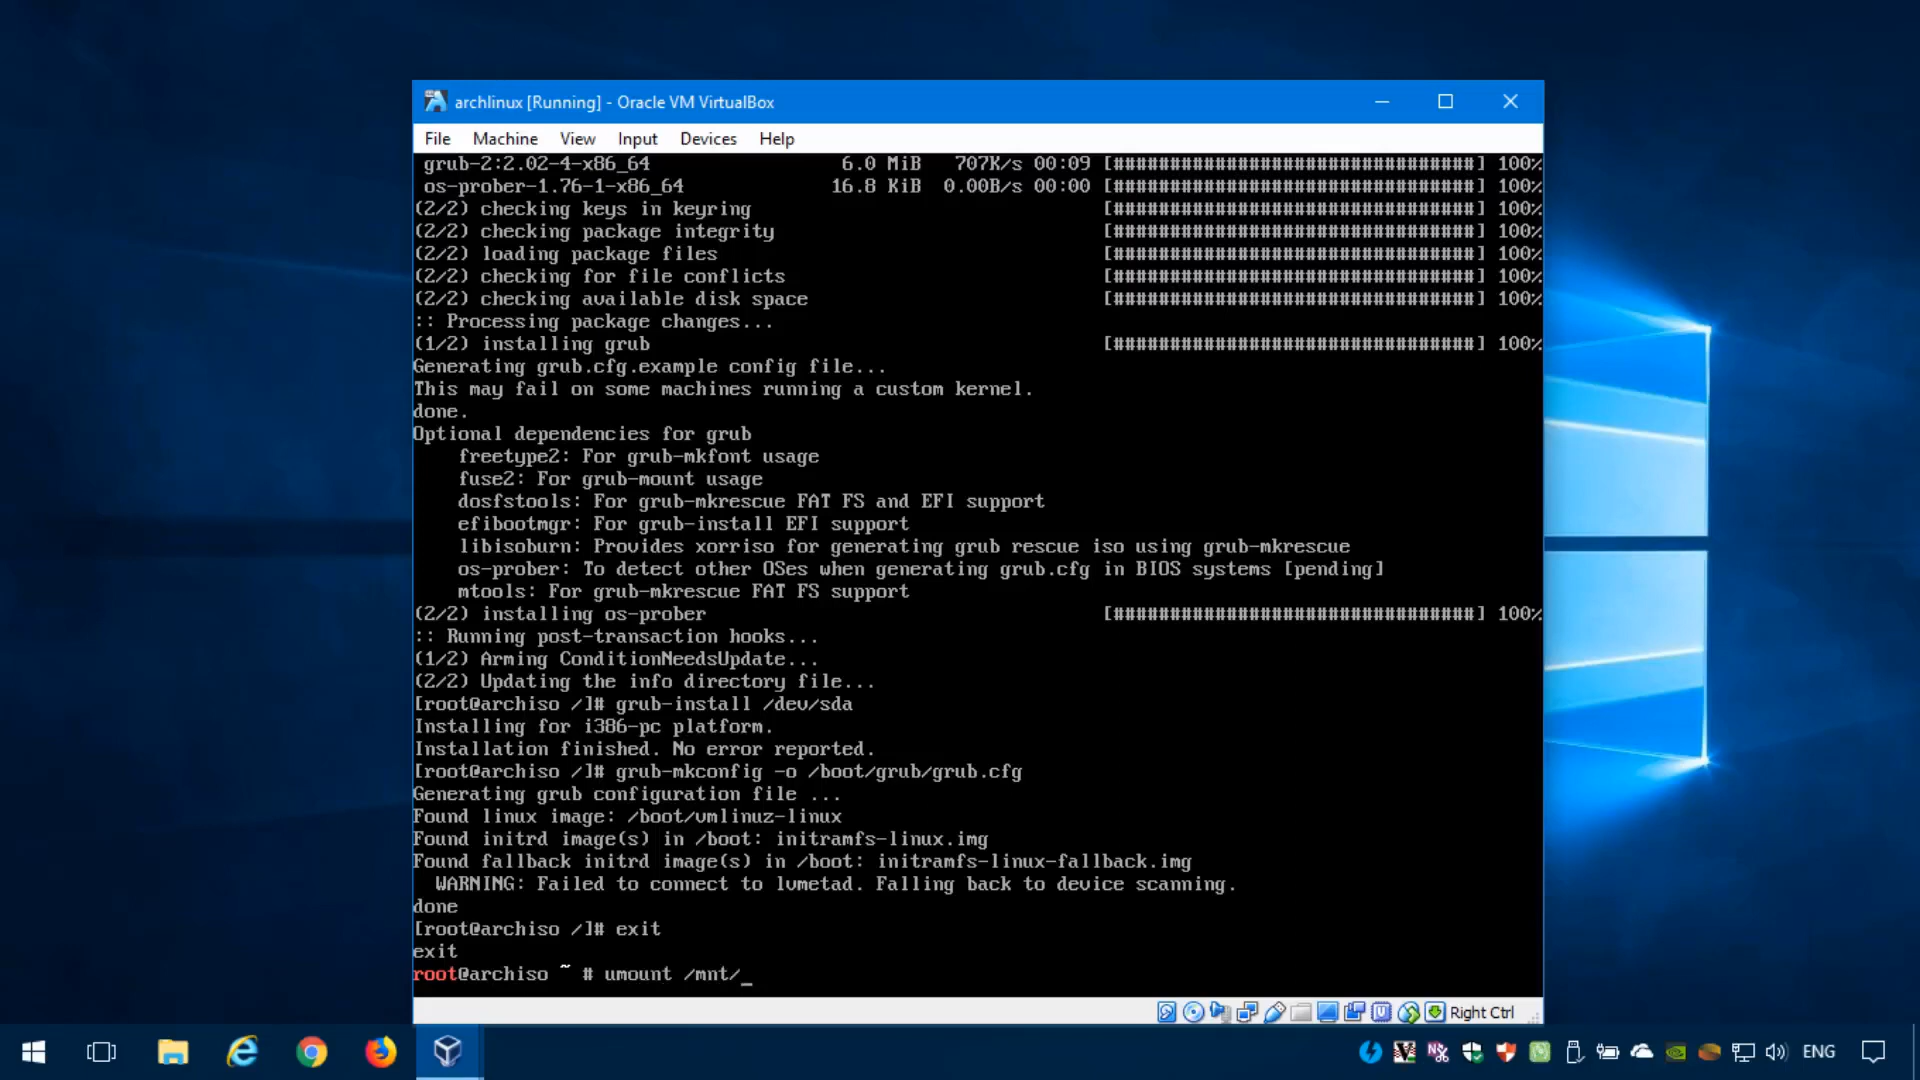 archlinux [Running] - Oracle VM VirtualBox
File Machine View Input Devices Help
grub-2:2.02-4-x86_64 6.0 MiB 707K/s 00:09 [################################] 100%
os-prober-1.76-1-x86_64 16.8 KiB 0.00B/s 00:00 [################################] 100%
(2/2) checking keys in keyring [################################] 100%
(2/2) checking package integrity [################################] 100%
(2/2) loading package files [################################] 100%
(2/2) checking for file conflicts [################################] 100%
(2/2) checking available disk space [################################] 100%
:: Processing package changes...
(1/2) installing grub [################################] 100%
Generating grub.cfg.example config file...
This may fail on some machines running a custom kernel.
done.
Optional dependencies for grub
    freetype2: For grub-mkfont usage
    fuse2: For grub-mount usage
    dosfstools: For grub-mkrescue FAT FS and EFI support
    efibootmgr: For grub-install EFI support
    libisoburn: Provides xorriso for generating grub rescue iso using grub-mkrescue
    os-prober: To detect other OSes when generating grub.cfg in BIOS systems [pending]
    mtools: For grub-mkrescue FAT FS support
(2/2) installing os-prober [################################] 100%
:: Running post-transaction hooks...
(1/2) Arming ConditionNeedsUpdate...
(2/2) Updating the info directory file...
[root@archiso /]# grub-install /dev/sda
Installing for i386-pc platform.
Installation finished. No error reported.
[root@archiso /]# grub-mkconfig -o /boot/grub/grub.cfg
Generating grub configuration file ...
Found linux image: /boot/vmlinuz-linux
Found initrd image(s) in /boot: initramfs-linux.img
Found fallback initrd image(s) in /boot: initramfs-linux-fallback.img
  WARNING: Failed to connect to lvmetad. Falling back to device scanning.
done
[root@archiso /]# exit
exit
root@archiso ~ # umount /mnt/_
Right Ctrl
ENG